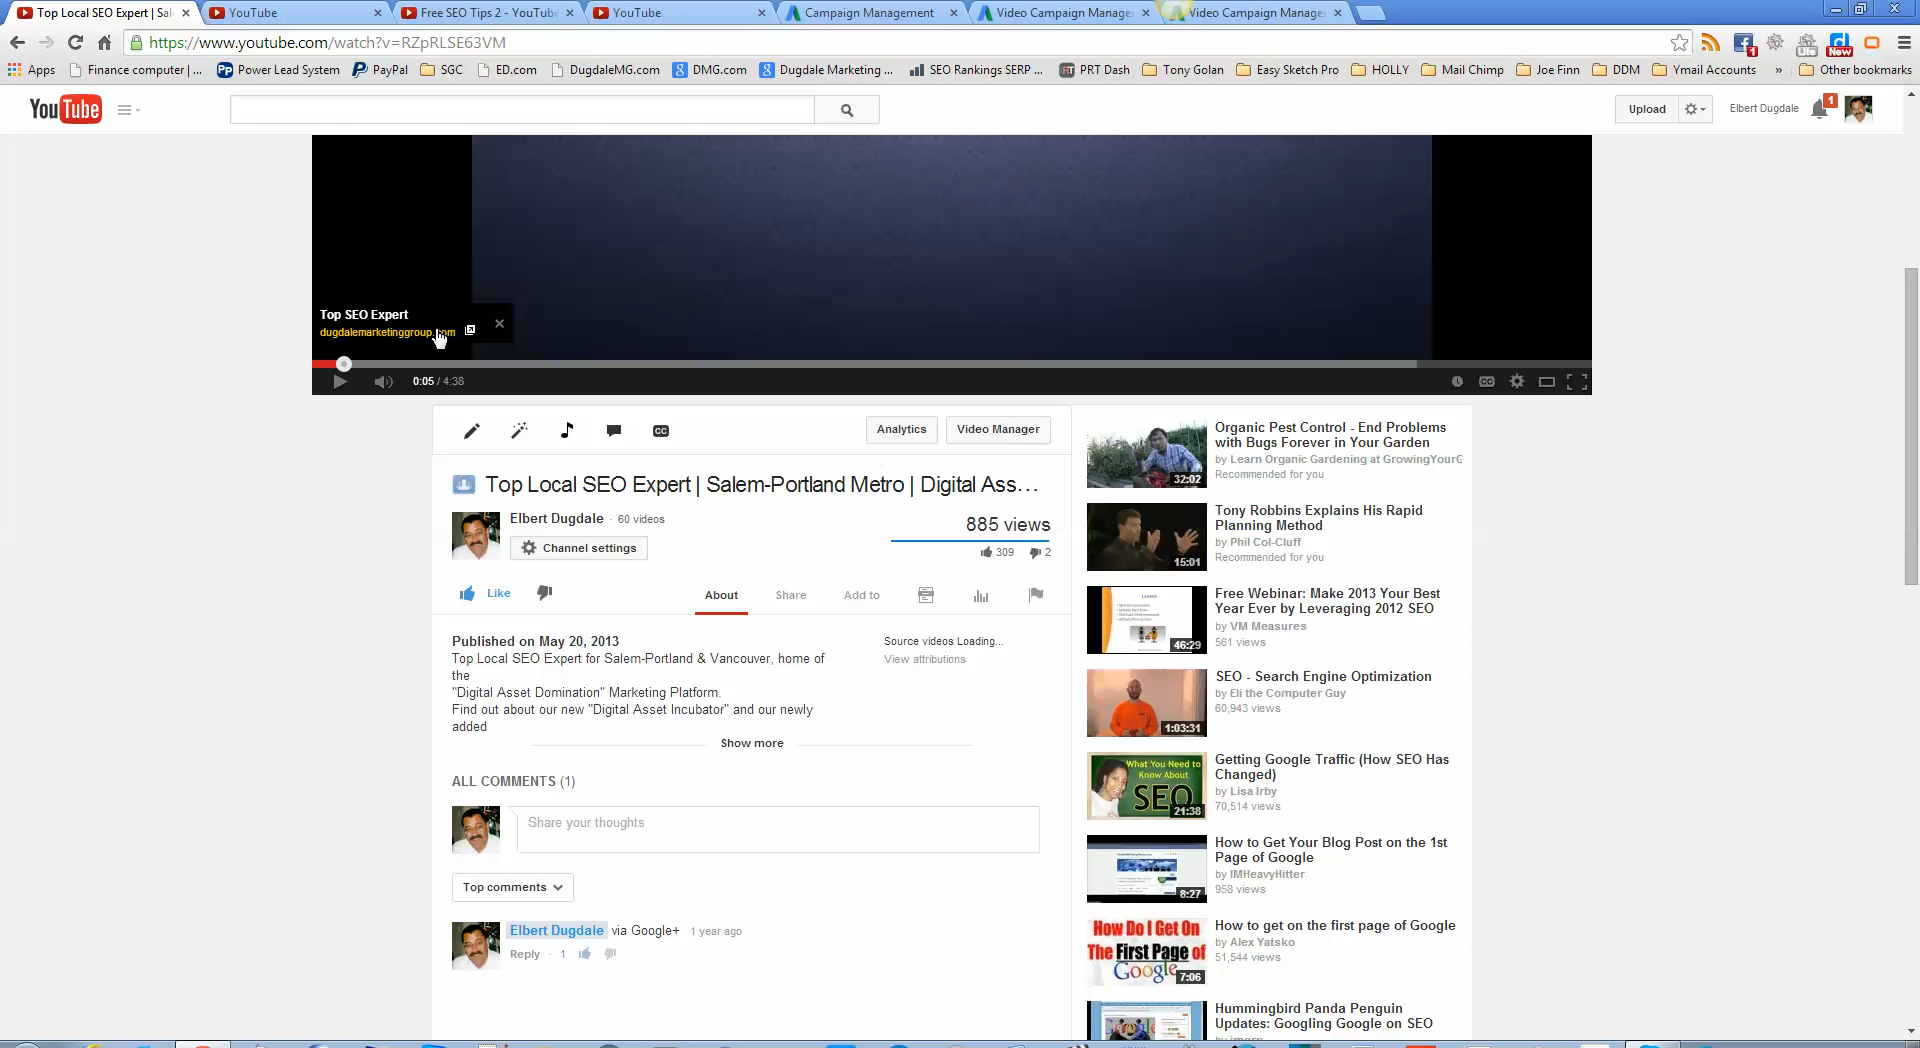 Top Local SEO Expert | Sal
YouTube
Free SEO Tips 2 - YouTube
YouTube
Campaign Management
Video Campaign Manage
Video Campaign Manage
https://www.youtube.com/watch?v=RZpRLSE63VM
Apps
Finance computer | ...
Power Lead System
PayPal
SGC
ED.com
DugdaleMG.com
DMG.com
Dugdale Marketing ...
SEO Rankings SERP ...
PRT Dash
Tony Golan
Easy Sketch Pro
HOLLY
Mail Chimp
Joe Finn
DDM
Ymail Accounts
»
Other bookmarks
YouTube
Upload
Elbert Dugdale
1
Top SEO Expert
dugdalemarketinggroup.com
0:05 / 4:38
CC
CC
Analytics
Video Manager
Top Local SEO Expert | Salem-Portland Metro | Digital Ass...
Elbert Dugdale · 60 videos
Channel settings
885 views
309
2
Like
About
Share
Add to
Published on May 20, 2013
Top Local SEO Expert for Salem-Portland & Vancouver, home of
the
"Digital Asset Domination" Marketing Platform.
Find out about our new "Digital Asset Incubator" and our newly
added
Source videos Loading...
View attributions
Show more
ALL COMMENTS (1)
Share your thoughts
Top comments
Elbert Dugdale via Google+ 1 year ago
Reply · 1
Organic Pest Control - End Problems
with Bugs Forever in Your Garden
by Learn Organic Gardening at GrowingYourG
Recommended for you
32:02
Tony Robbins Explains His Rapid
Planning Method
by Phil Col-Cluff
Recommended for you
15:01
Free Webinar: Make 2013 Your Best
Year Ever by Leveraging 2012 SEO
by VM Measures
561 views
46:29
SEO - Search Engine Optimization
by Eli the Computer Guy
60,943 views
1:03:31
What You Need to
Know About
SEO
21:38
Getting Google Traffic (How SEO Has
Changed)
by Lisa Irby
70,514 views
How to Get Your Blog Post on the 1st
Page of Google
by IMHeavyHitter
958 views
8:27
How Do I Get On
The First Page of
Google
7:06
How to get on the first page of Google
by Alex Yatsko
51,544 views
Hummingbird Panda Penguin
Updates: Googling Google on SEO